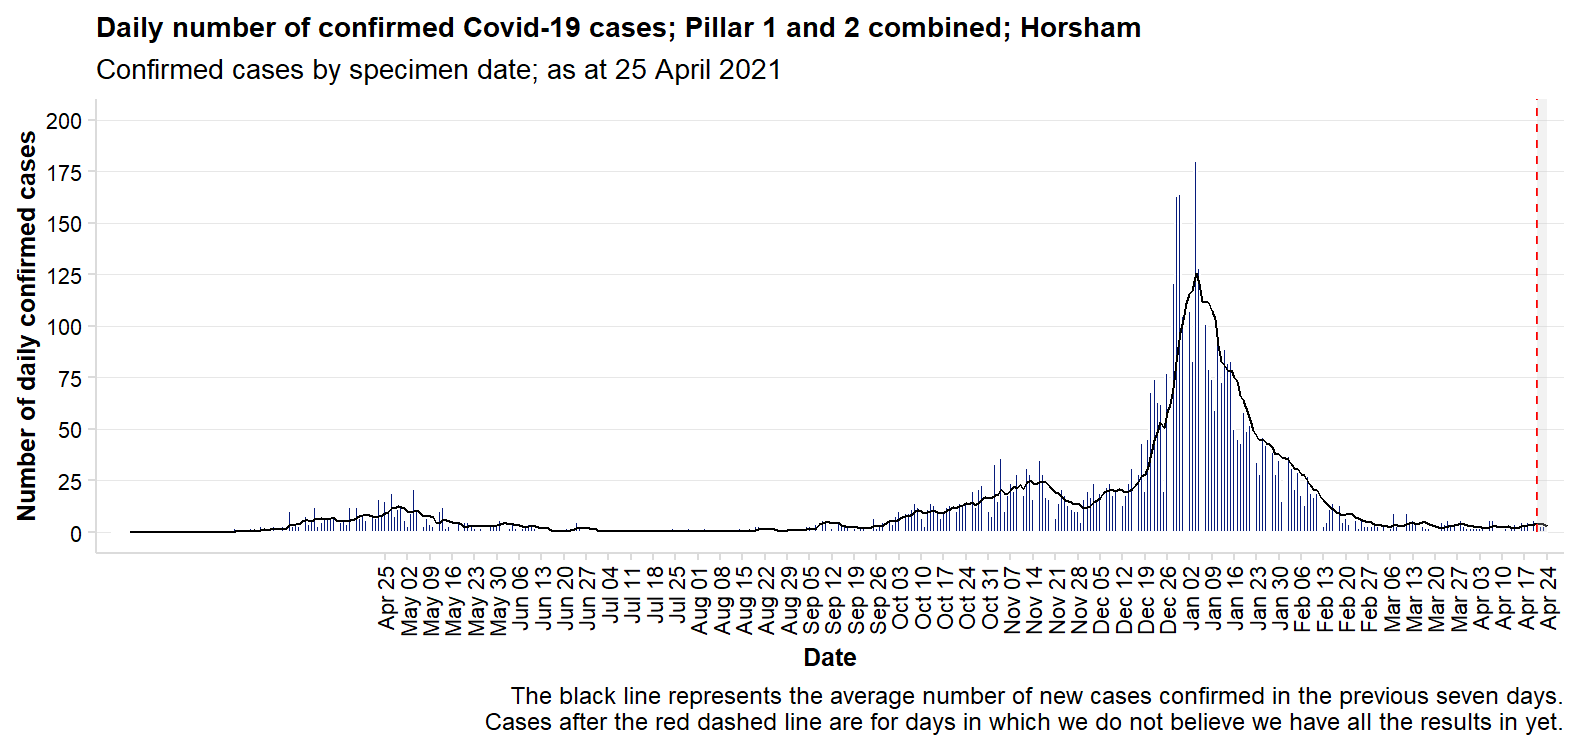 Daily number of confirmed Covid-19 cases; Pillar 1 and 2 combined; Horsham
Confirmed cases by specimen date; as at 25 April 2021
Number of daily confirmed cases
200
175
150
125
100
75
50
25
0
Apr 25
May 02
May 09
May 16
May 23
May 30
Jun 06
Jun 13
Jun 20
Jun 27
Jul 04
Jul 11
Jul 18
Jul 25
Aug 01
Aug 08
Aug 15
Aug 22
Aug 29
Sep 05
Sep 12
Sep 19
Sep 26
Oct 03
Oct 10
Oct 17
Oct 24
Oct 31
Nov 07
Nov 14
Nov 21
Nov 28
Dec 05
Dec 12
Dec 19
Dec 26
Jan 02
Jan 09
Jan 16
Jan 23
Jan 30
Feb 06
Feb 13
Feb 20
Feb 27
Mar 06
Mar 13
Mar 20
Mar 27
Apr 03
Apr 10
Apr 17
Apr 24
Date
The black line represents the average number of new cases confirmed in the previous seven days.
Cases after the red dashed line are for days in which we do not believe we have all the results in yet.